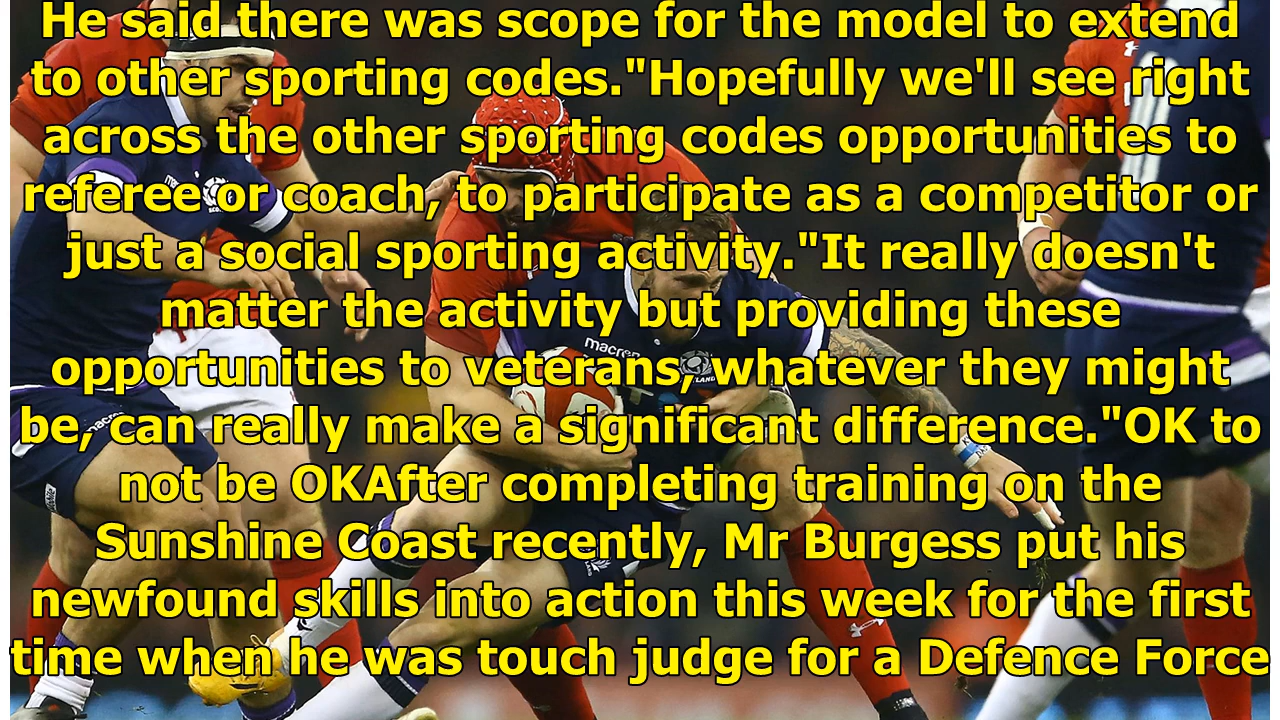 He said there was scope for the model to extend
to other sporting codes."Hopefully we'll see right
across the other sporting codes opportunities to
referee or coach, to participate as a competitor or
just a social sporting activity."It really doesn't
matter the activity but providing these
opportunities to veterans, whatever they might
be, can really make a significant difference."OK to
not be OKAfter completing training on the
Sunshine Coast recently, Mr Burgess put his
newfound skills into action this week for the first
time when he was touch judge for a Defence Force
macron